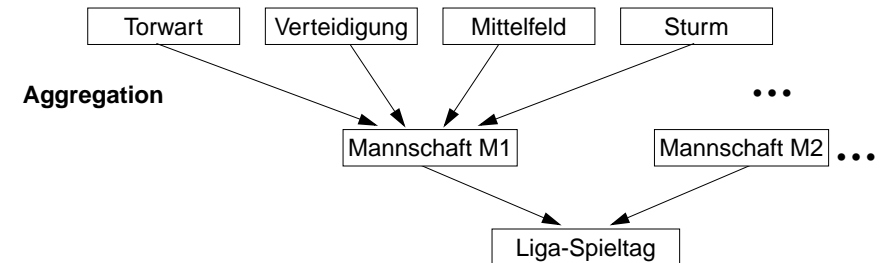 Torwart Verteidigung Mittelfeld Sturm
Aggregation
...
Mannschaft M1 Mannschaft M2 ...
Liga-Spieltag